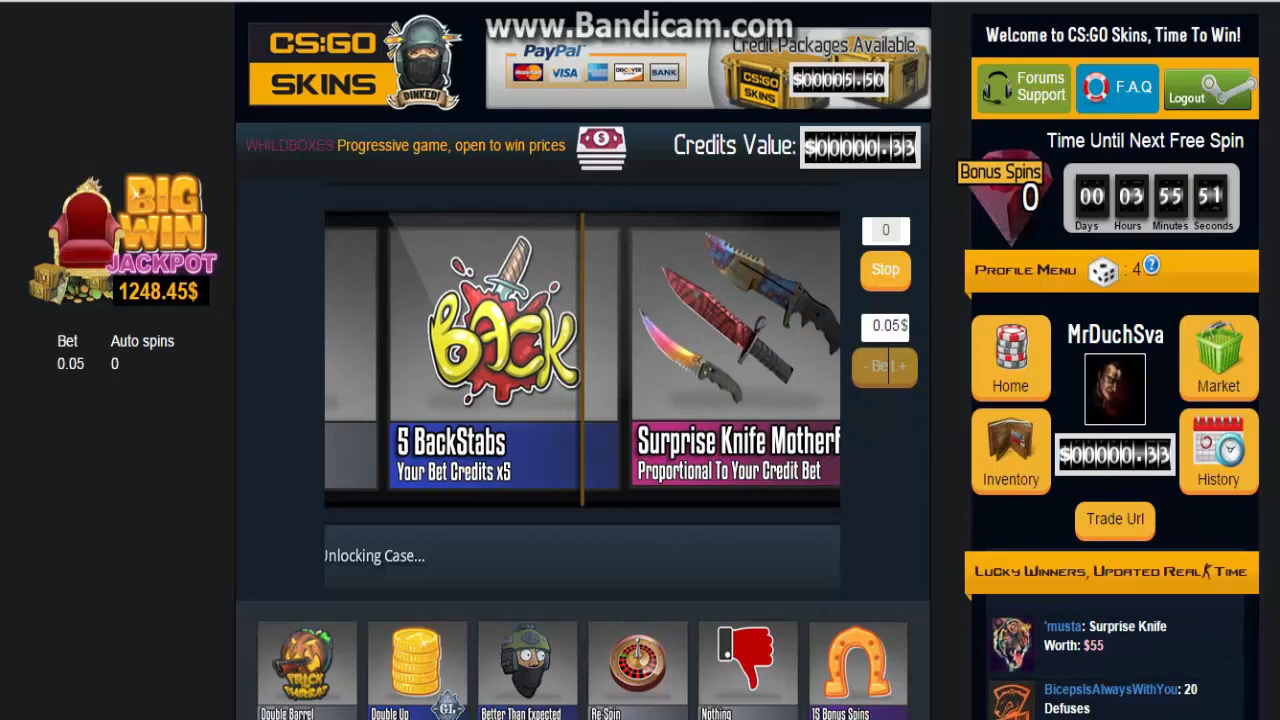 www.Bandicam.com
CS:GO
SKINS
DINKED!
PayPal
MasterCard VISA DISCOVER BANK
Credit Packages Available.
CS:GO
SKINS
$00005.50
WHILDBOXES Progressive game, open to win prices
Credits Value: $00000.33
Welcome to CS:GO Skins, Time To Win!
Forums
Support
F.A.Q
Logout
Time Until Next Free Spin
Bonus Spins
0
00 03 55 51
Days Hours Minutes Seconds
BIG
WIN
JACKPOT
1248.45$
Bet Auto spins
0.05 0
BACK
5 BackStabs
Your Bet Credits x5
Surprise Knife Motherf
Proportional To Your Credit Bet
0
Stop
0.05$
- Bet +
Unlocking Case...
Profile Menu : 4 ?
MrDuchSva
Home
Market
Inventory
$00000.33
History
Trade Url
Lucky Winners, Updated Real Time
'musta: Surprise Knife
Worth: $55
BicepsIsAlwaysWithYou: 20
Defuses
TRICK OR THREAT
GL
Double Barrel
Double Up
Better Than Expected
Re Spin
Nothing
15 Bonus Spins